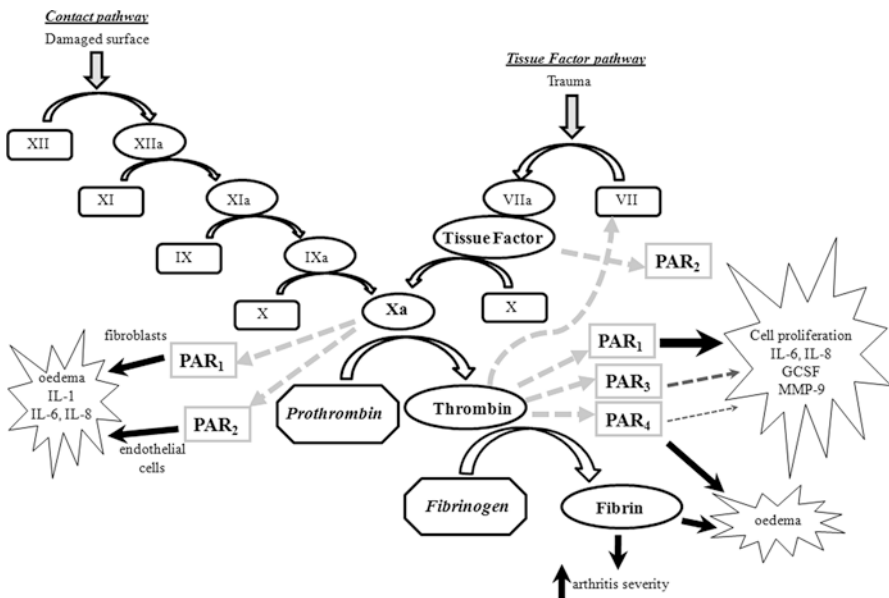 Contact pathway
Damaged surface
Tissue Factor pathway
Trauma
XII
XIIa
XI
XIa
VIIa
VII
Tissue Factor
IX
IXa
PAR₂
X
Xa
X
fibroblasts
PAR₁
oedema
IL-1
IL-6, IL-8
PAR₂
endothelial
cells
Prothrombin
Thrombin
PAR₁
PAR₃
PAR₄
Cell proliferation
IL-6, IL-8
GCSF
MMP-9
Fibrinogen
Fibrin
oedema
arthritis severity